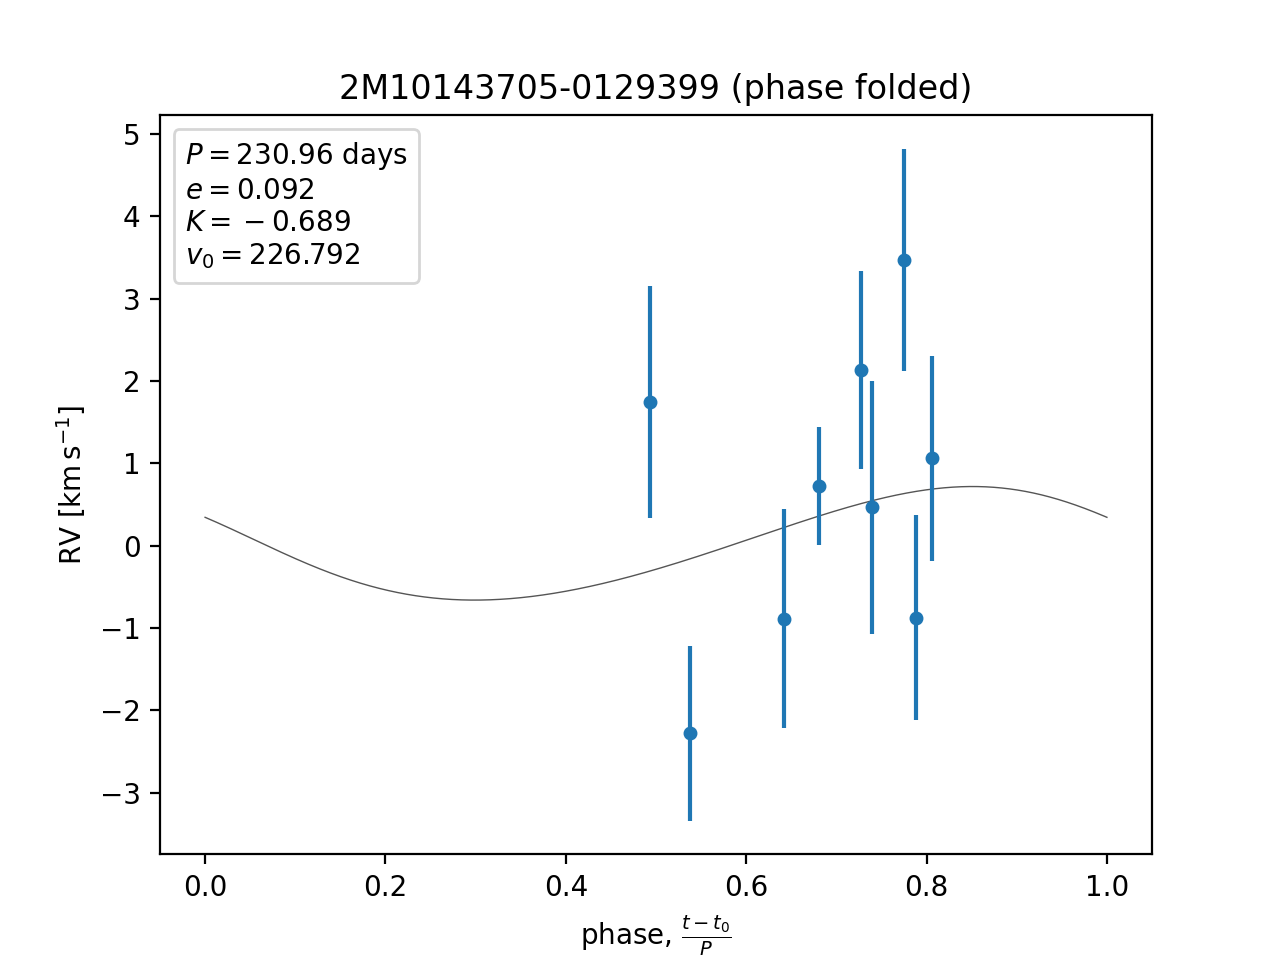 2M10143705-0129399 (phase folded)
P = 230.96 days
e = 0.092
K = −0.689
v₀ = 226.792
5
4
3
2
1
0
−1
−2
−3
RV [km s⁻¹]
0.0 0.2 0.4 0.6 0.8 1.0
phase, (t − t₀)/P